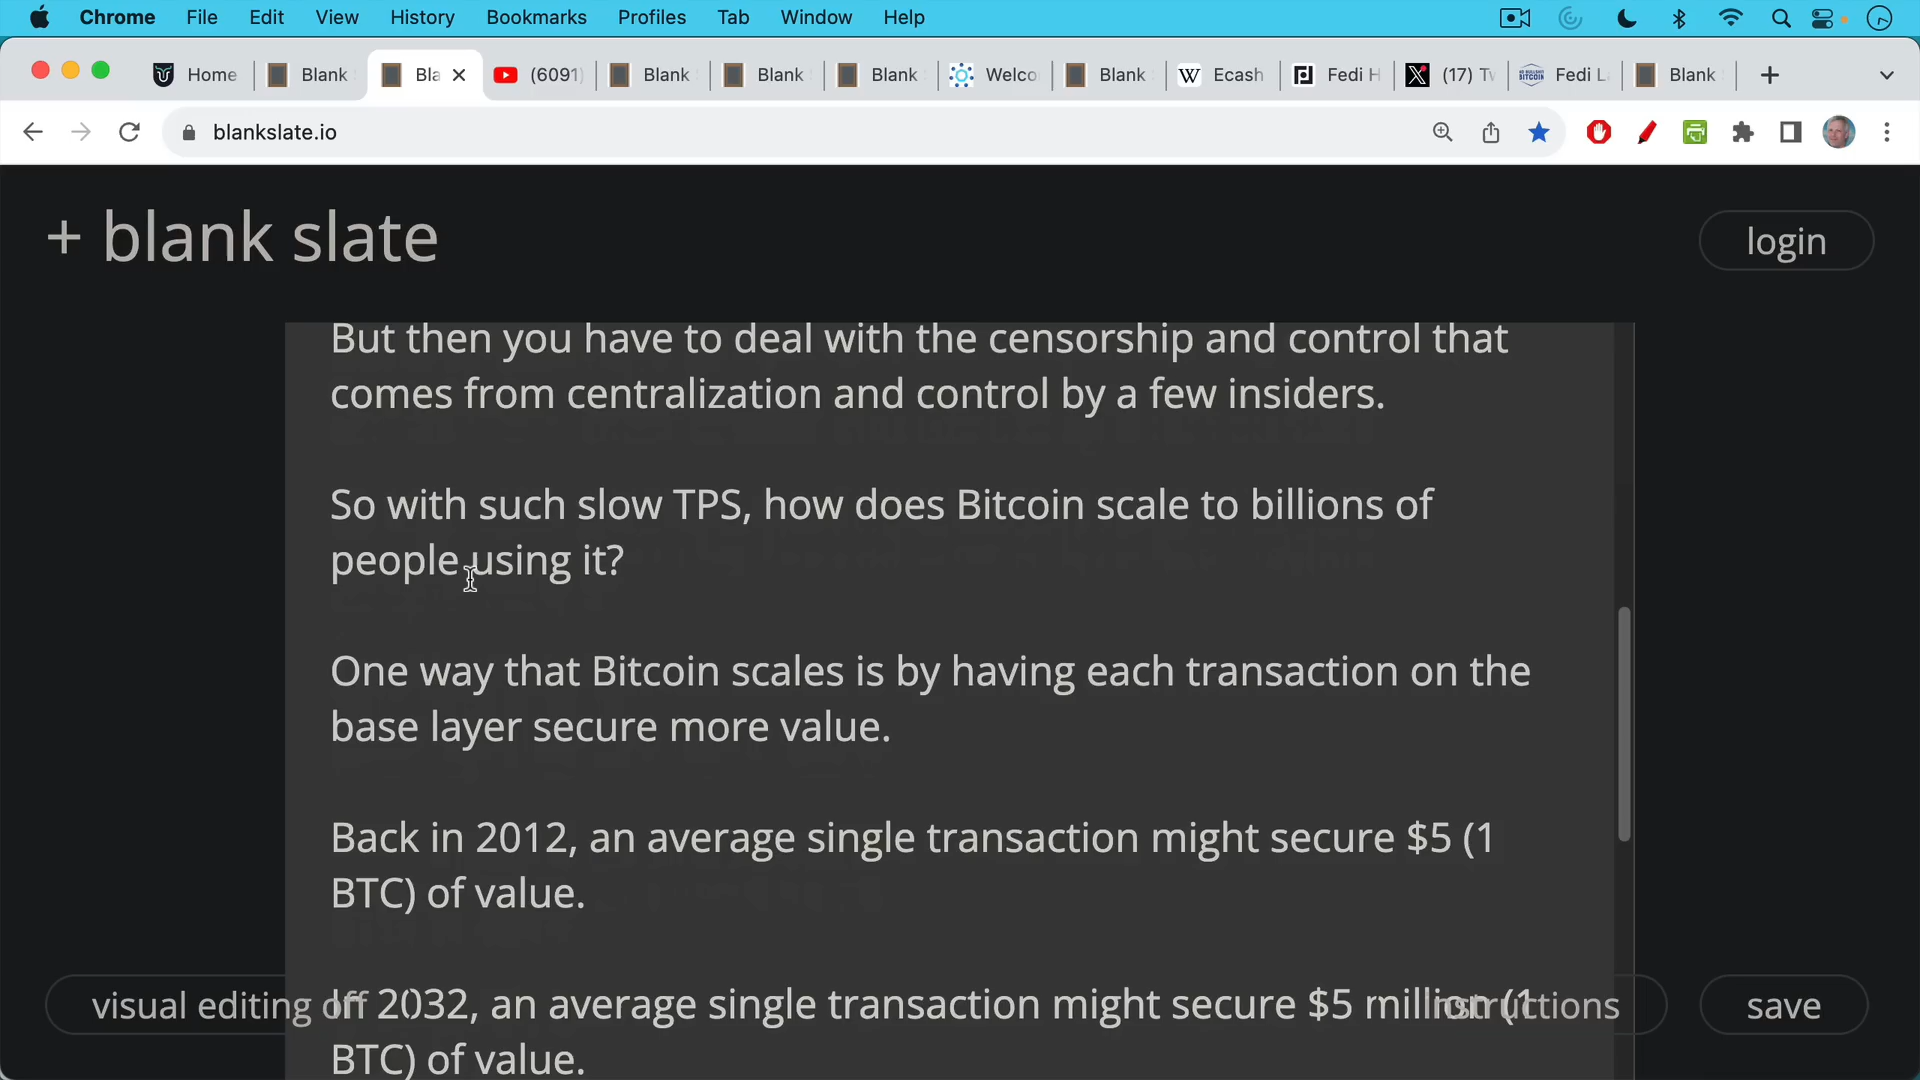 Chrome File Edit View History Bookmarks Profiles Tab Window Help
Home Blank Bla (6091) Blank Blank Blank Welco Blank Ecash Fedi H (17) Tw Fedi L Blank
blankslate.io
+ blank slate
login
But then you have to deal with the censorship and control that
comes from centralization and control by a few insiders.
So with such slow TPS, how does Bitcoin scale to billions of
people using it?
One way that Bitcoin scales is by having each transaction on the
base layer secure more value.
Back in 2012, an average single transaction might secure $5 (1
BTC) of value.
In 2032, an average single transaction might secure $5 million (1
BTC) of value.
visual editing off
instructions
save